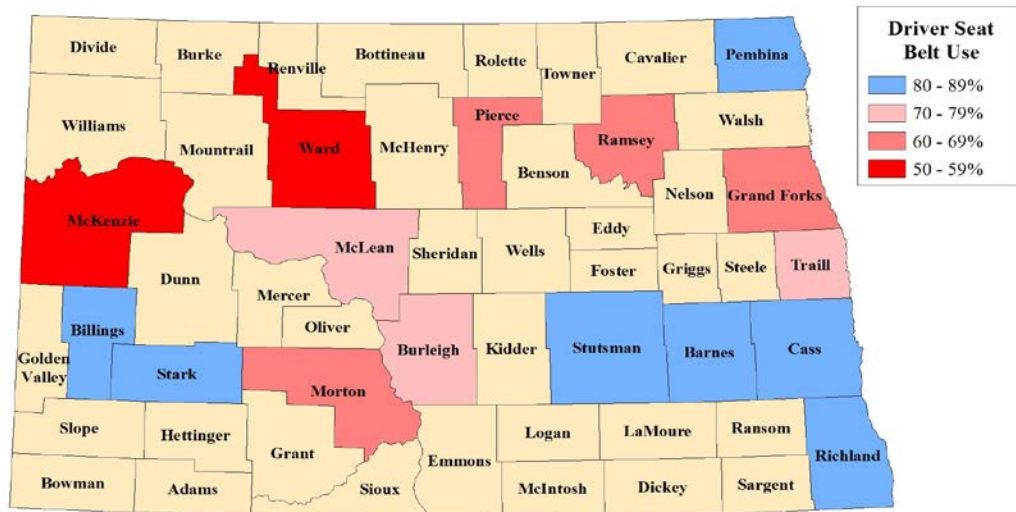 Divide
Burke
Renville
Bottineau
Rolette
Towner
Cavalier
Pembina
Williams
Mountrail
Ward
McHenry
Pierce
Benson
Ramsey
Walsh
Nelson
Grand Forks
McKenzie
Dunn
McLean
Sheridan
Wells
Eddy
Foster
Griggs
Steele
Traill
Mercer
Oliver
Golden
Valley
Billings
Stark
Morton
Burleigh
Kidder
Stutsman
Barnes
Cass
Slope
Hettinger
Grant
Emmons
Logan
LaMoure
Ransom
Richland
Bowman
Adams
Sioux
McIntosh
Dickey
Sargent
Driver Seat
Belt Use
80 - 89%
70 - 79%
60 - 69%
50 - 59%